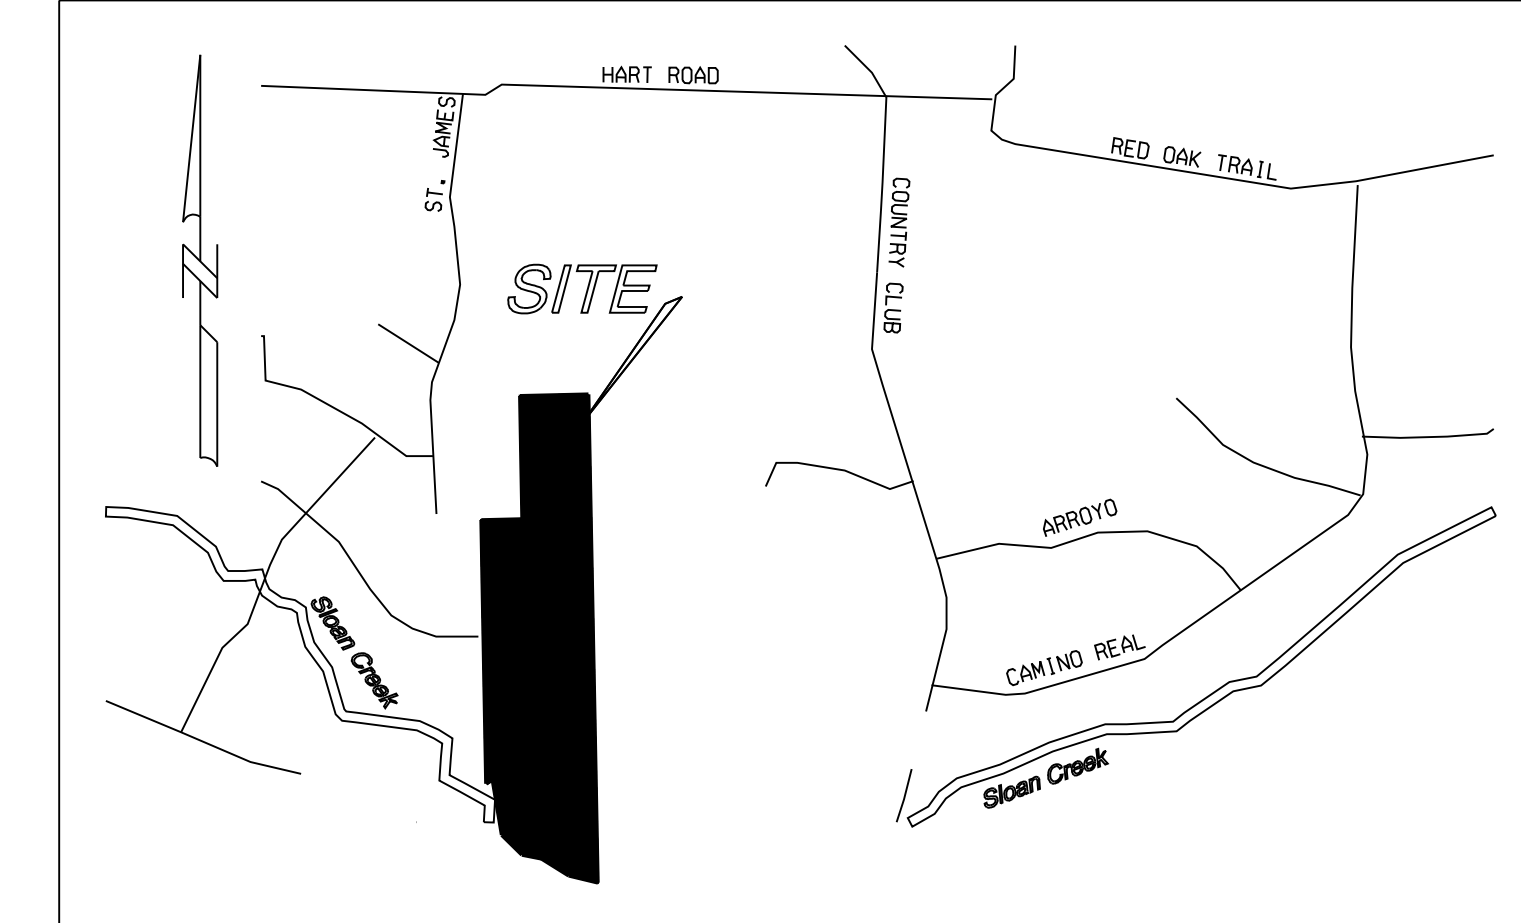 HART ROAD
ST. JAMES
RED OAK TRAIL
COUNTRY CLUB
SITE
N
ARROYO
Sloan Creek
CAMINO REAL
Sloan Creek